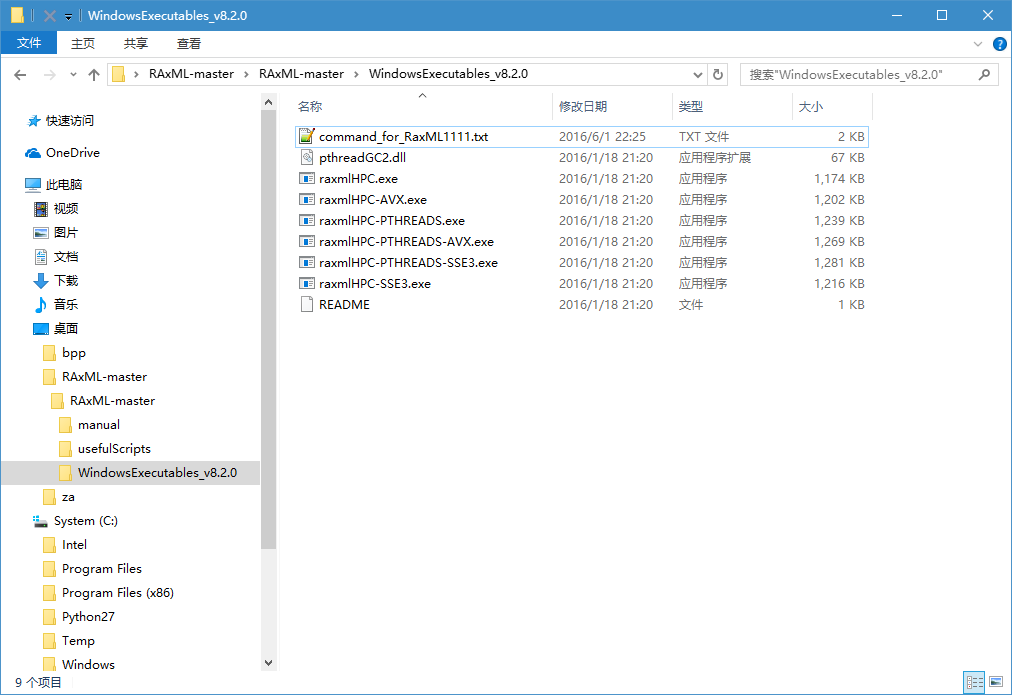 WindowsExecutables_v8.2.0
文件 主页 共享 查看
RAxML-master RAxML-master WindowsExecutables_v8.2.0 搜索"WindowsExecutables_v8.2.0"
快速访问
OneDrive
此电脑
视频
图片
文档
下载
音乐
桌面
bpp
RAxML-master
RAxML-master
manual
usefulScripts
WindowsExecutables_v8.2.0
za
System (C:)
Intel
Program Files
Program Files (x86)
Python27
Temp
Windows
名称 修改日期 类型 大小
command_for_RaxML1111.txt 2016/6/1 22:25 TXT 文件 2 KB
pthreadGC2.dll 2016/1/18 21:20 应用程序扩展 67 KB
raxmlHPC.exe 2016/1/18 21:20 应用程序 1,174 KB
raxmlHPC-AVX.exe 2016/1/18 21:20 应用程序 1,202 KB
raxmlHPC-PTHREADS.exe 2016/1/18 21:20 应用程序 1,239 KB
raxmlHPC-PTHREADS-AVX.exe 2016/1/18 21:20 应用程序 1,269 KB
raxmlHPC-PTHREADS-SSE3.exe 2016/1/18 21:20 应用程序 1,281 KB
raxmlHPC-SSE3.exe 2016/1/18 21:20 应用程序 1,216 KB
README 2016/1/18 21:20 文件 1 KB
9 个项目